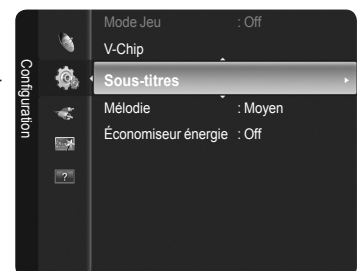 Configuration
Mode Jeu : Off
V-Chip
Sous-titres
Mélodie : Moyen
Économiseur énergie : Off
?